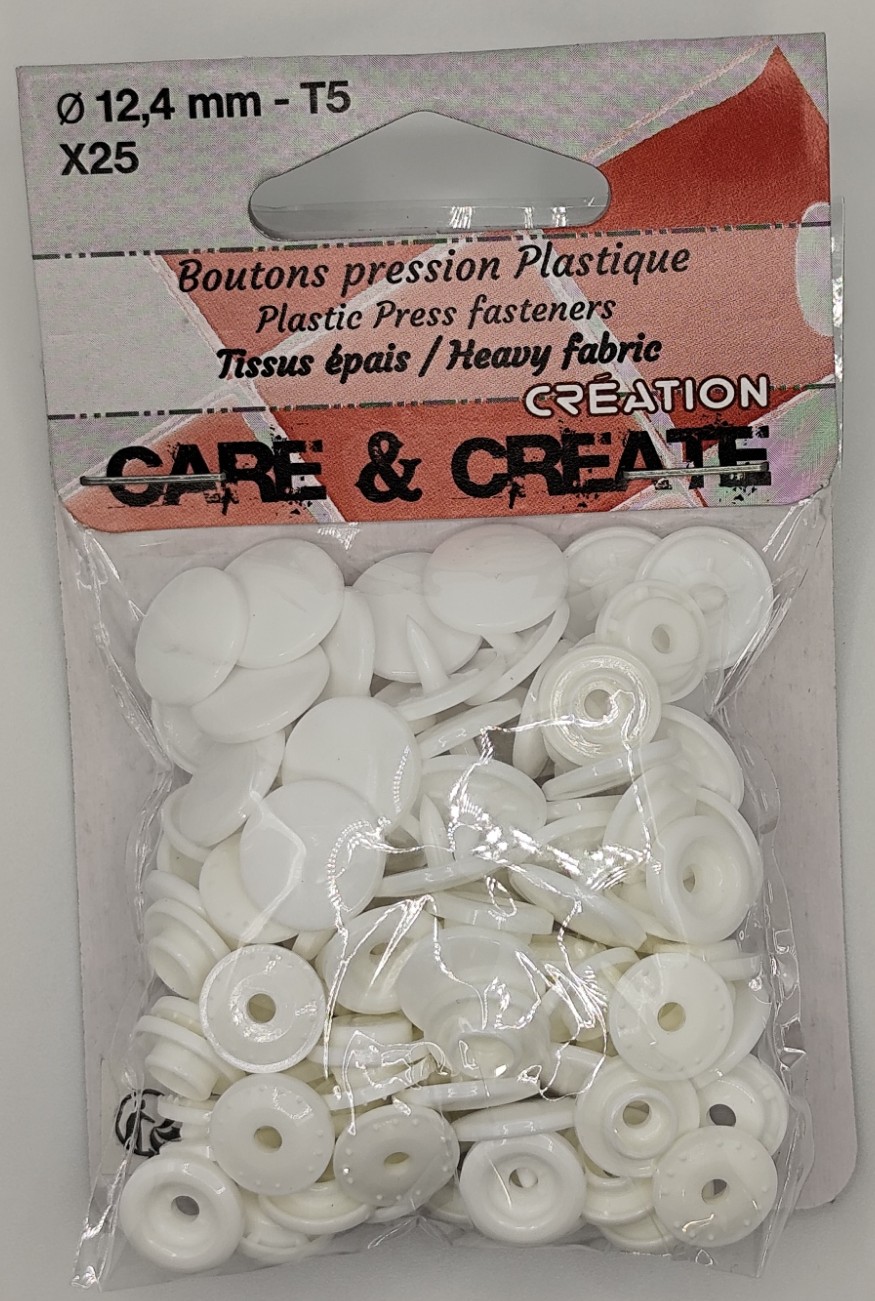 Ø 12,4 mm - T5
X25
Boutons pression Plastique
Plastic Press fasteners
Tissus épais / Heavy fabric
CRÉATION
CARE & CREATE